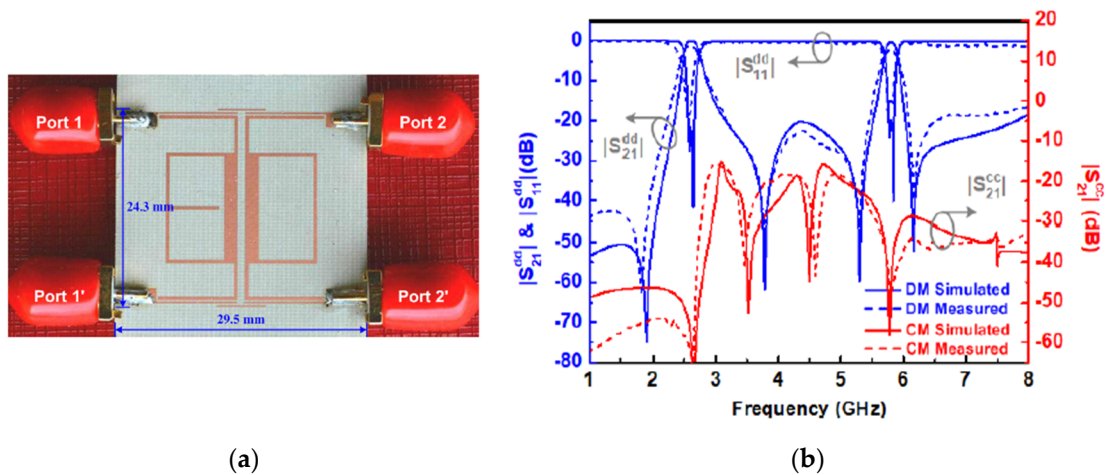 Port 1
Port 2
24.3 mm
Port 1'
Port 2'
29.5 mm
(a)
|S21dd| & |S11dd|(dB)
0
-10
-20
-30
-40
-50
-60
-70
-80
|S11dd|
|S21dd|
|S21cc|
DM Simulated
DM Measured
CM Simulated
CM Measured
20
15
10
5
0
-5
-10
-15
-20
-25
-30
-35
-40
-45
-50
-55
-60
|S21cc| (dB)
1 2 3 4 5 6 7 8
Frequency (GHz)
(b)